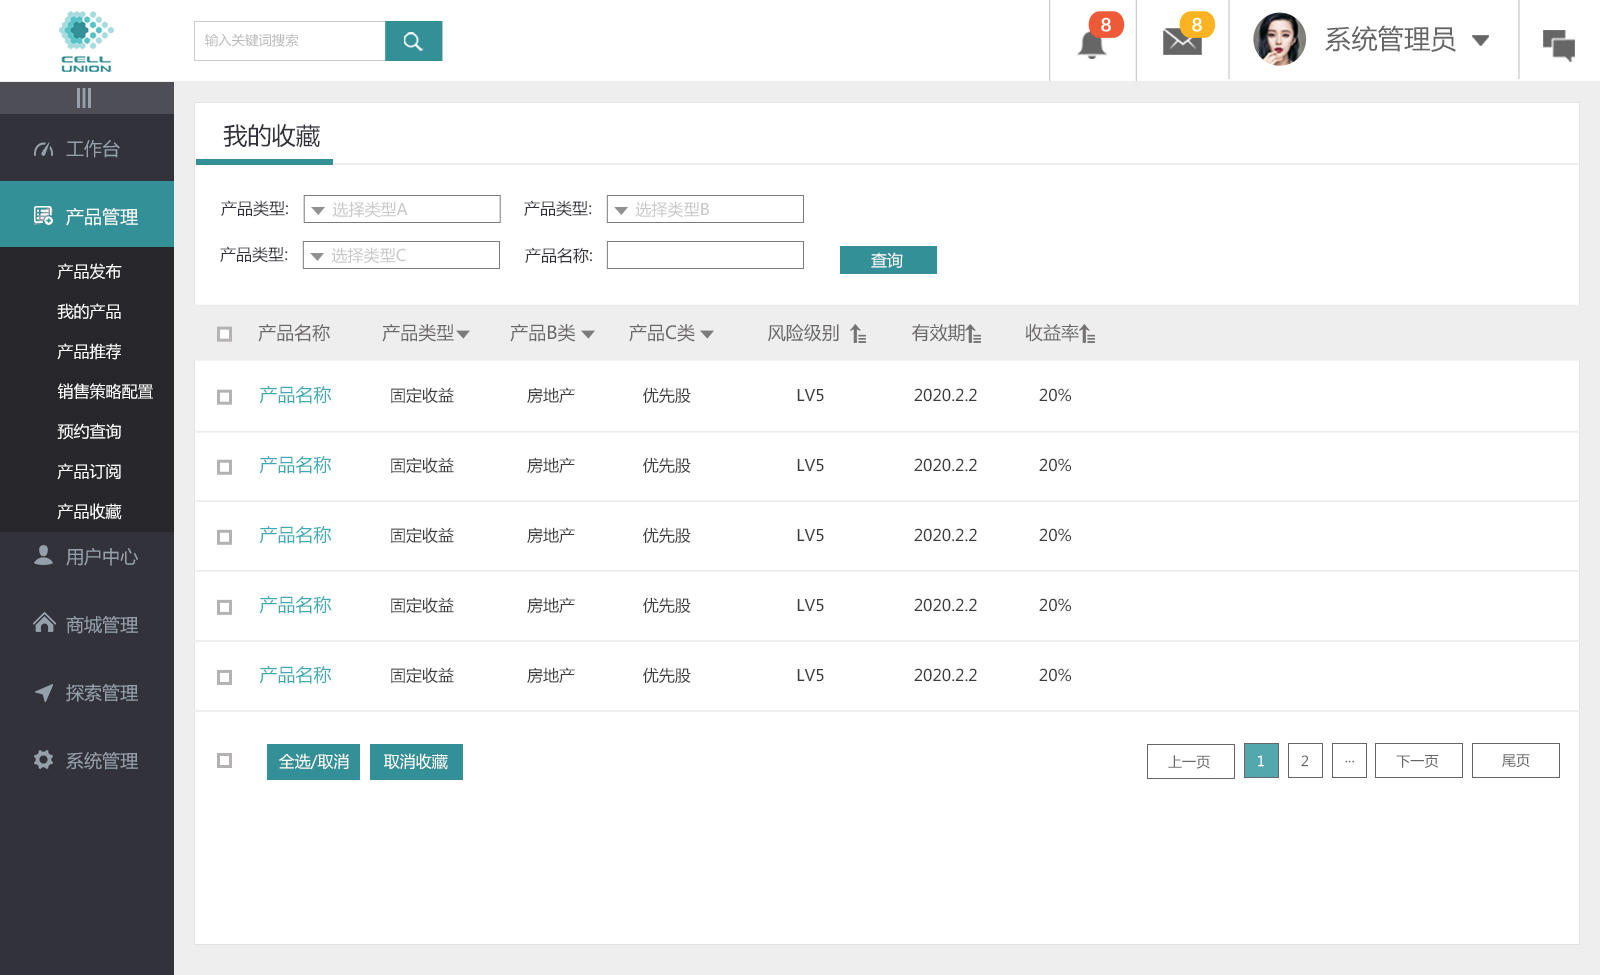 CELL
UNION
输入关键词搜索
8
8
系统管理员
工作台
产品管理
产品发布
我的产品
产品推荐
销售策略配置
预约查询
产品订阅
产品收藏
用户中心
商城管理
探索管理
系统管理
我的收藏
产品类型: 选择类型A 产品类型: 选择类型B
产品类型: 选择类型C 产品名称: 查询
产品名称 产品类型 产品B类 产品C类 风险级别 有效期 收益率
产品名称 固定收益 房地产 优先股 LV5 2020.2.2 20%
产品名称 固定收益 房地产 优先股 LV5 2020.2.2 20%
产品名称 固定收益 房地产 优先股 LV5 2020.2.2 20%
产品名称 固定收益 房地产 优先股 LV5 2020.2.2 20%
产品名称 固定收益 房地产 优先股 LV5 2020.2.2 20%
全选/取消 取消收藏 上一页 1 2 ... 下一页 尾页